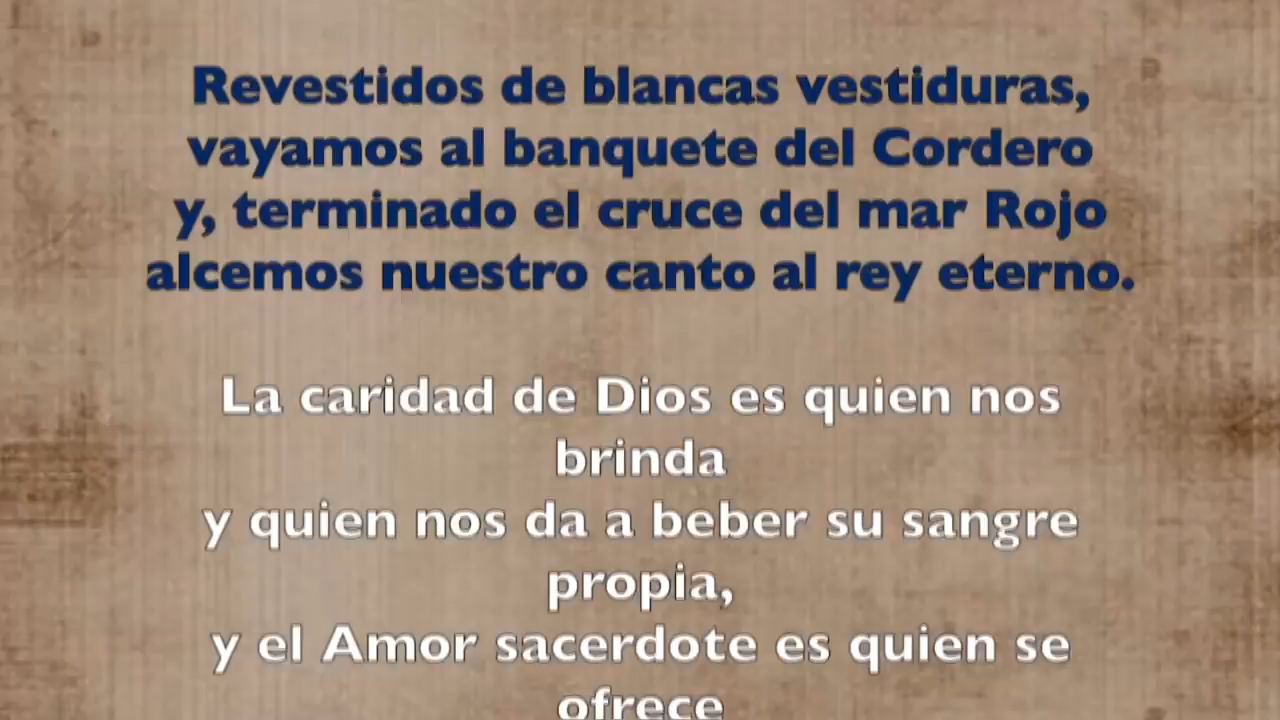 Revestidos de blancas vestiduras,
vayamos al banquete del Cordero
y, terminado el cruce del mar Rojo
alcemos nuestro canto al rey eterno.
La caridad de Dios es quien nos
brinda
y quien nos da a beber su sangre
propia,
y el Amor sacerdote es quien se
ofrece